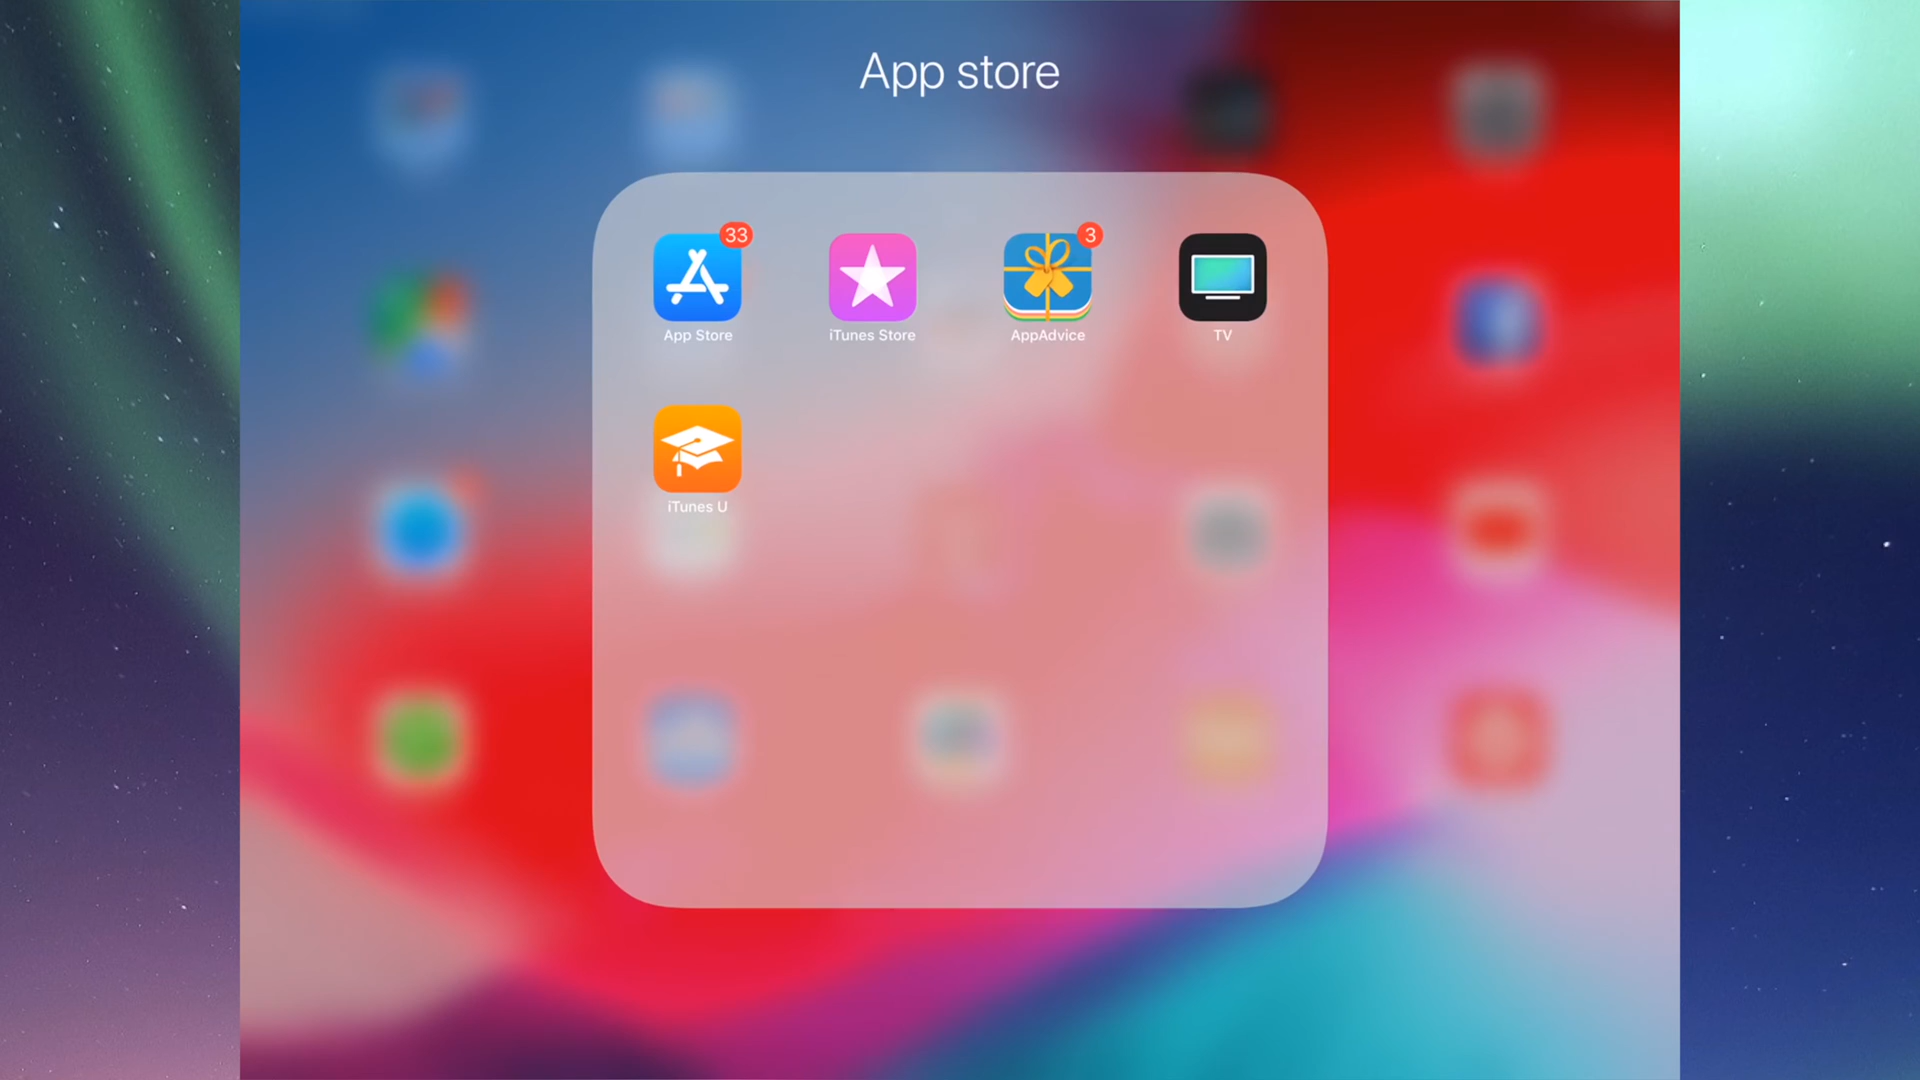 App store
33
3
App Store
iTunes Store
AppAdvice
TV
iTunes U